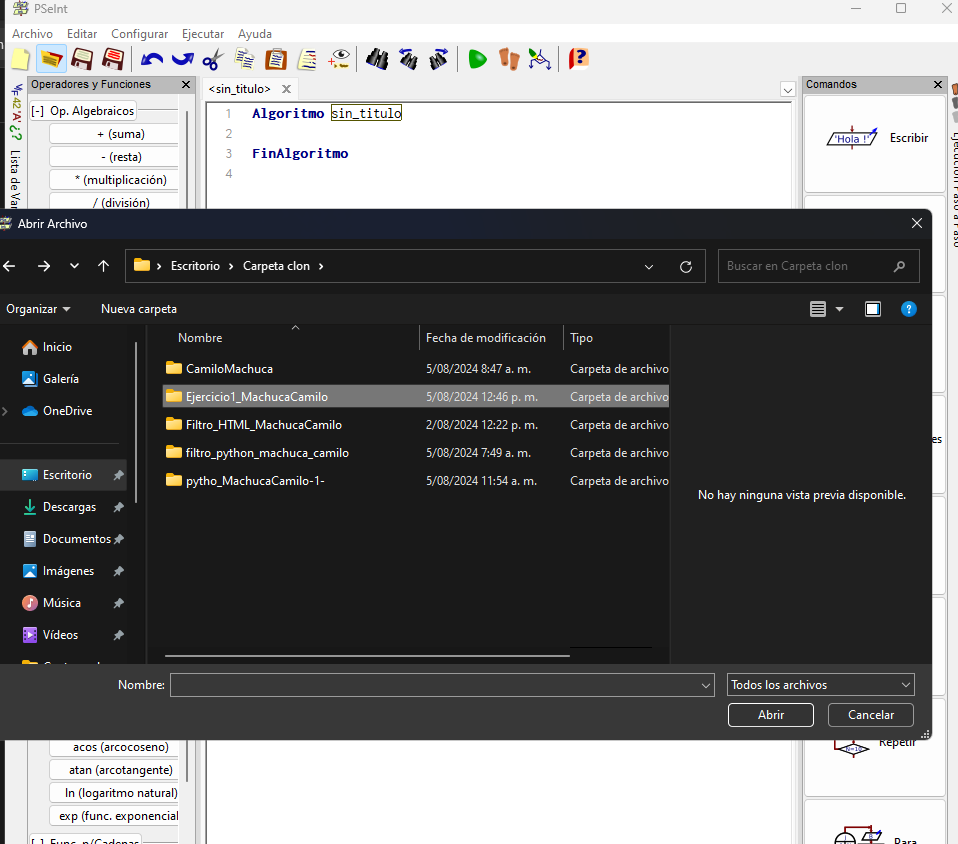 PSeInt
Archivo Editar Configurar Ejecutar Ayuda
Operadores y Funciones
<sin_titulo>
Comandos
[-] Op. Algebraicos
+ (suma)
- (resta)
* (multiplicación)
/ (división)
Lista de Var
1 Algoritmo sin_titulo
2
3 FinAlgoritmo
4
'Hola !'
Escribir
Abrir Archivo
Escritorio › Carpeta clon ›
Buscar en Carpeta clon
Organizar
Nueva carpeta
Inicio
Galería
OneDrive
Escritorio
Descargas
Documentos
Imágenes
Música
Vídeos
Nombre Fecha de modificación Tipo
CamiloMachuca 5/08/2024 8:47 a. m. Carpeta de archivo
Ejercicio1_MachucaCamilo 5/08/2024 12:46 p. m. Carpeta de archivo
Filtro_HTML_MachucaCamilo 2/08/2024 12:22 p. m. Carpeta de archivo
filtro_python_machuca_camilo 5/08/2024 7:49 a. m. Carpeta de archivo
pytho_MachucaCamilo-1- 5/08/2024 11:54 a. m. Carpeta de archivo
No hay ninguna vista previa disponible.
es
Nombre:
Todos los archivos
Abrir
Cancelar
acos (arcocoseno)
atan (arcotangente)
ln (logaritmo natural)
exp (func. exponencial
[-] Func. p/Cadenas
Repetir
Para